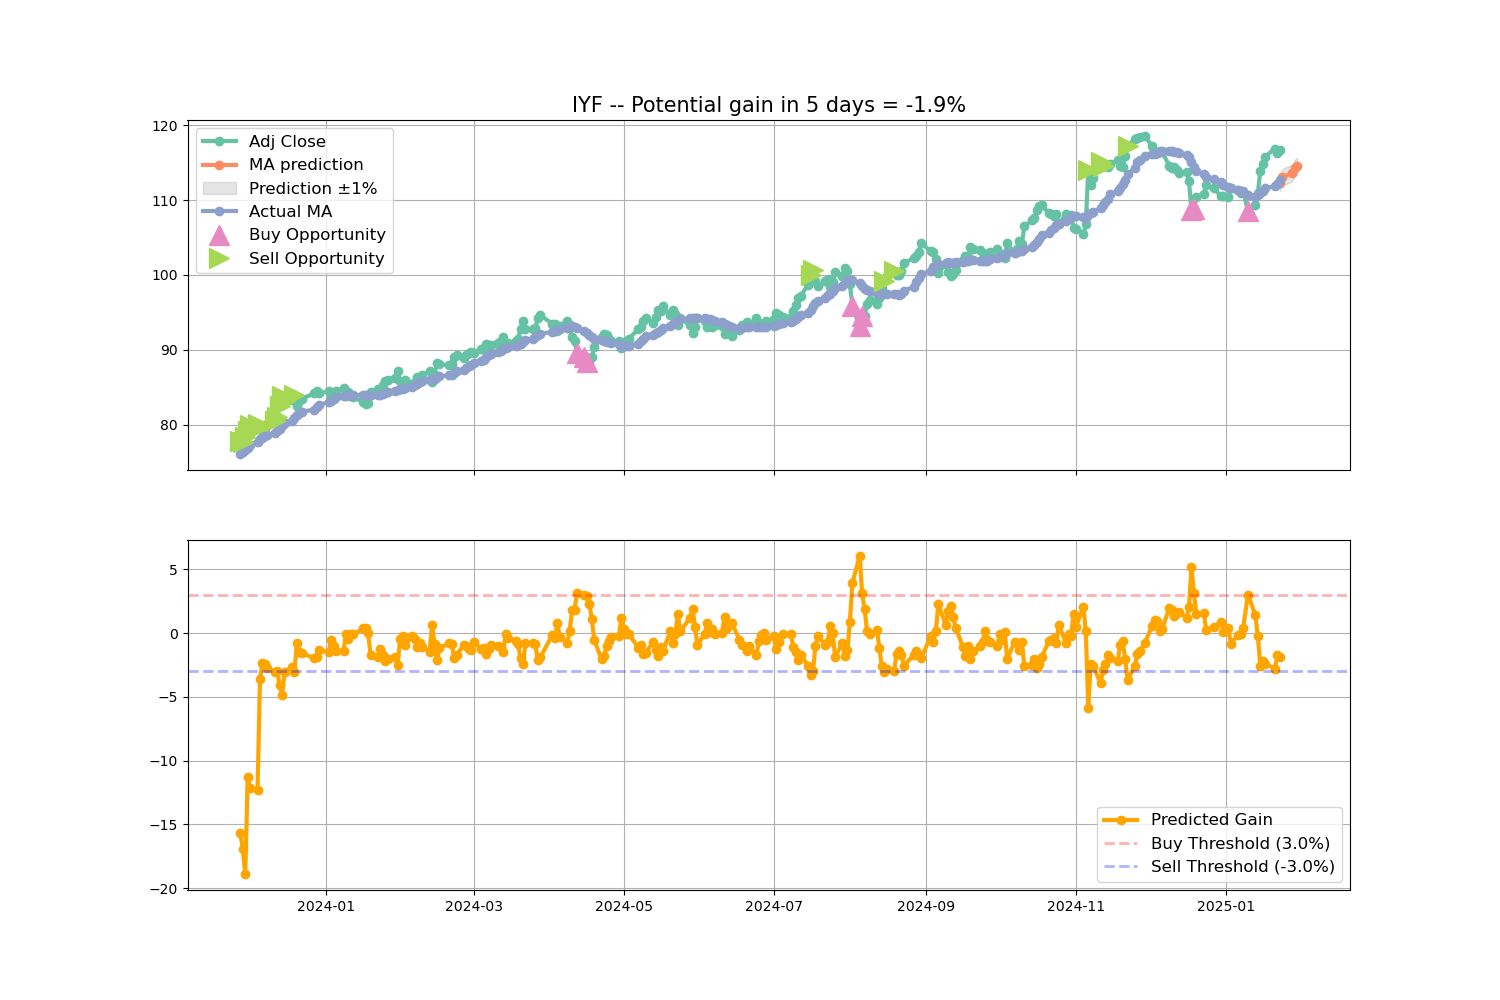 IYF -- Potential gain in 5 days = -1.9%
120
110
100
90
80
Adj Close
MA prediction
Prediction ±1%
Actual MA
Buy Opportunity
Sell Opportunity
5
0
−5
−10
−15
−20
Predicted Gain
Buy Threshold (3.0%)
Sell Threshold (-3.0%)
2024-01
2024-03
2024-05
2024-07
2024-09
2024-11
2025-01